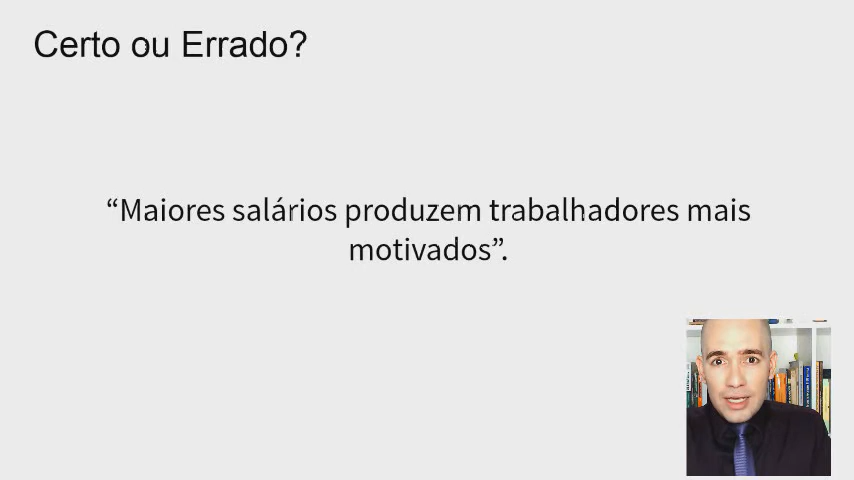 Certo ou Errado?
“Maiores salários produzem trabalhadores mais
motivados”.